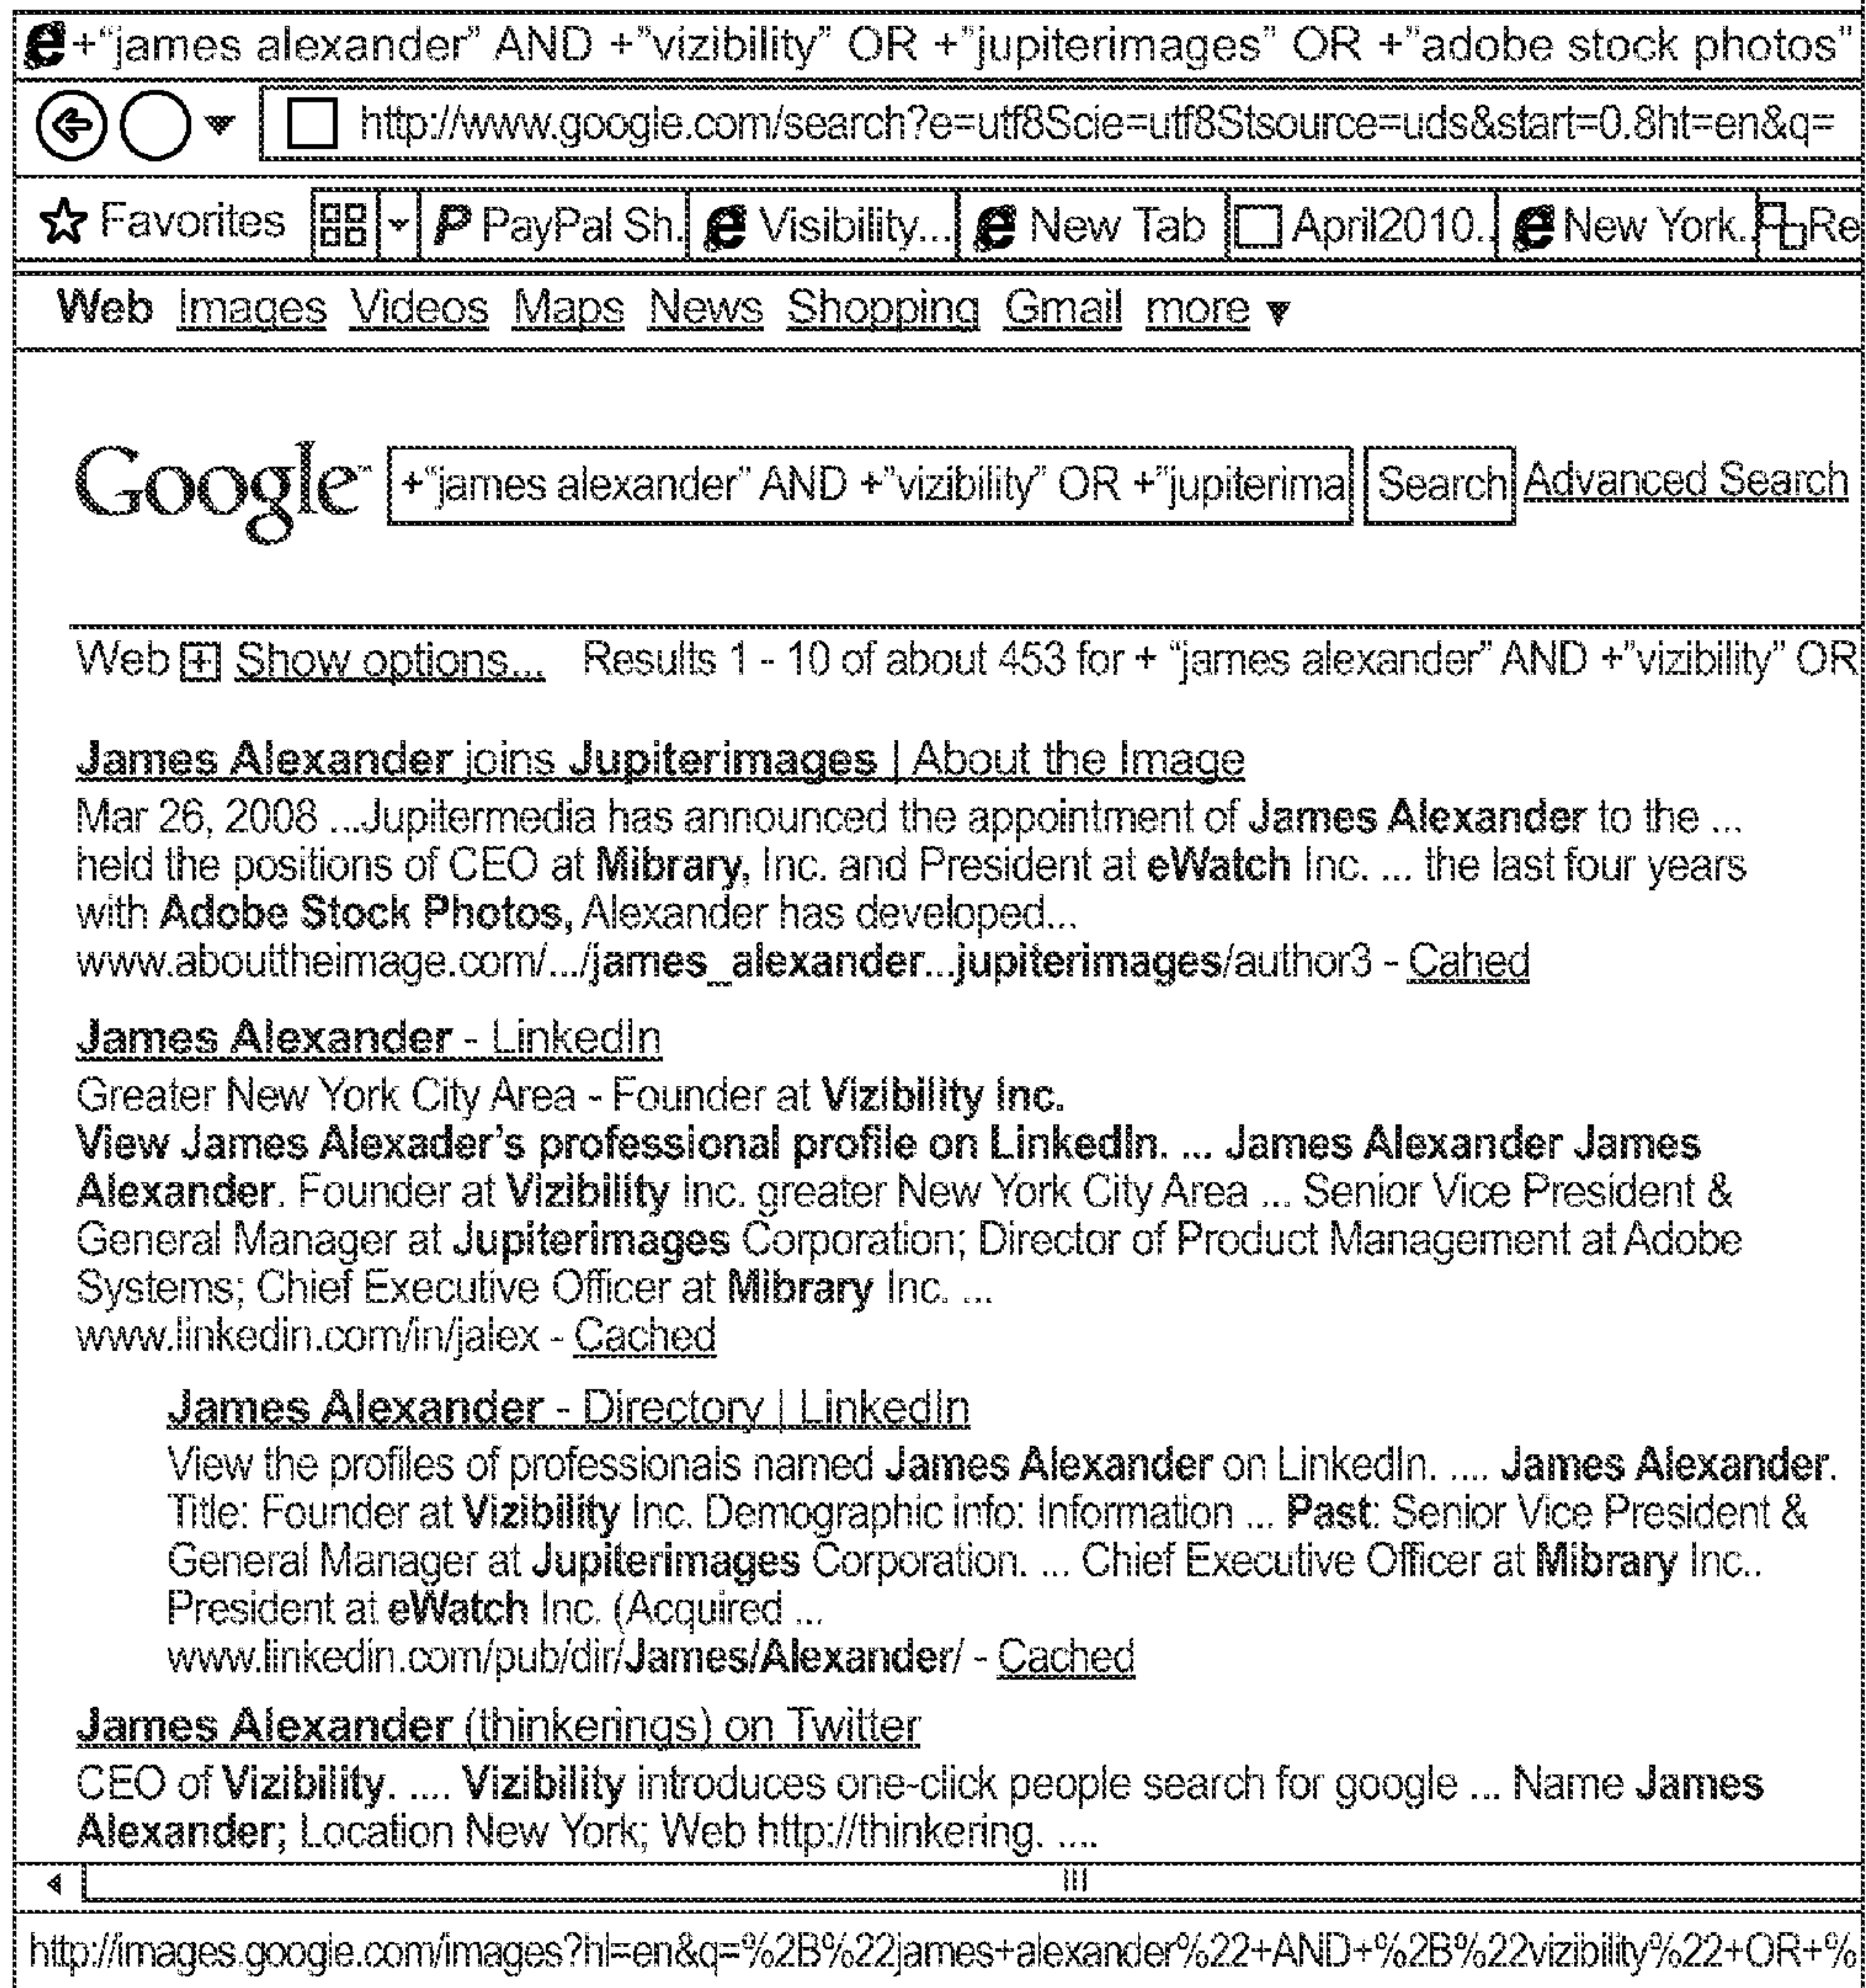 +“james alexander” AND +”vizibility” OR +”jupiterimages” OR +”adobe stock photos”
http://www.google.com/search?e=utf8Scie=utf8Stsource=uds&start=0.8ht=en&q=
Favorites PayPal Sh. Visibility... New Tab April2010.. New York.. Re
Web Images Videos Maps News Shopping Gmail more
Google™ +“james alexander” AND +”vizibility” OR +”jupiterima Search Advanced Search
Web + Show options... Results 1 - 10 of about 453 for + “james alexander” AND +”vizibility” OR
James Alexander joins Jupiterimages | About the Image
Mar 26, 2008 ...Jupitermedia has announced the appointment of James Alexander to the ...
held the positions of CEO at Mibrary, Inc. and President at eWatch Inc. ... the last four years
with Adobe Stock Photos, Alexander has developed...
www.abouttheimage.com/.../james_alexander...jupiterimages/author3 - Cahed
James Alexander - LinkedIn
Greater New York City Area - Founder at Vizibility Inc.
View James Alexader’s professional profile on LinkedIn. ... James Alexander James
Alexander. Founder at Vizibility Inc. greater New York City Area ... Senior Vice President &
General Manager at Jupiterimages Corporation; Director of Product Management at Adobe
Systems; Chief Executive Officer at Mibrary Inc. ...
www.linkedin.com/in/jalex - Cached
James Alexander - Directory | LinkedIn
View the profiles of professionals named James Alexander on LinkedIn. .... James Alexander.
Title: Founder at Vizibility Inc. Demographic info: Information ... Past: Senior Vice President &
General Manager at Jupiterimages Corporation. ... Chief Executive Officer at Mibrary Inc..
President at eWatch Inc. (Acquired ...
www.linkedin.com/pub/dir/James/Alexander/ - Cached
James Alexander (thinkerings) on Twitter
CEO of Vizibility. .... Vizibility introduces one-click people search for google ... Name James
Alexander; Location New York; Web http://thinkering. ....
http://images.google.com/images?hl=en&q=%2B%22james+alexander%22+AND+%2B%22vizibility%22+OR+%